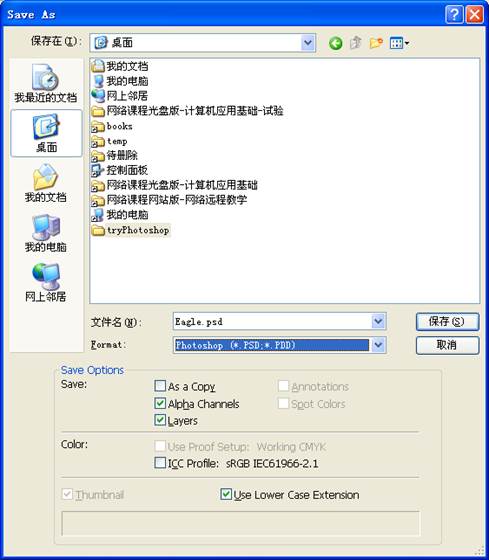 Save As
保存在(I): 桌面
我最近的文档
桌面
我的文档
我的电脑
网上邻居
我的文档
我的电脑
网上邻居
网络课程光盘版-计算机应用基础-试验
books
temp
待删除
控制面板
网络课程光盘版-计算机应用基础
网络课程网站版-网络远程教学
我的电脑
tryPhotoshop
文件名(N): Eagle.psd 保存(S)
Format: Photoshop (*.PSD;*.PDD) 取消
Save Options
Save: As a Copy Annotations
Alpha Channels Spot Colors
Layers
Color: Use Proof Setup: Working CMYK
ICC Profile: sRGB IEC61966-2.1
Thumbnail Use Lower Case Extension